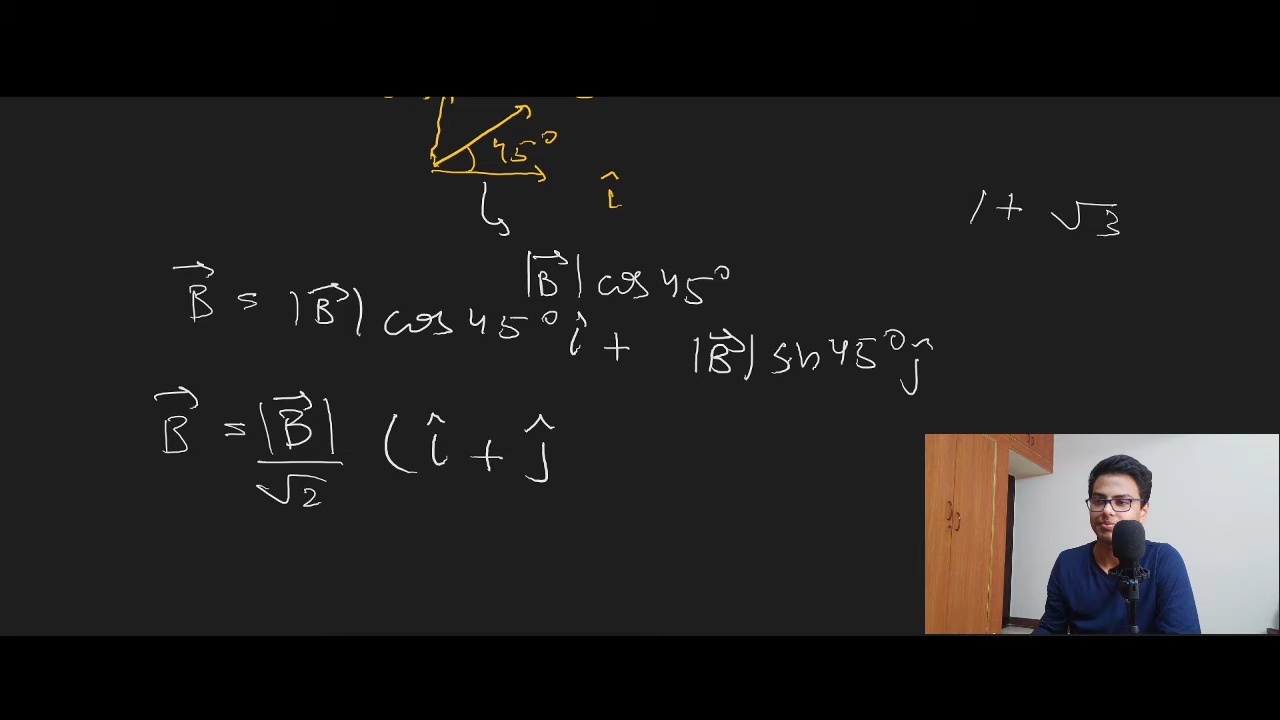 45°
î
1 + √3
|B⃗| cos 45°
B⃗ = |B⃗| cos 45° î + |B⃗| sin 45° ĵ
B⃗ = |B⃗|/√2 (î + ĵ